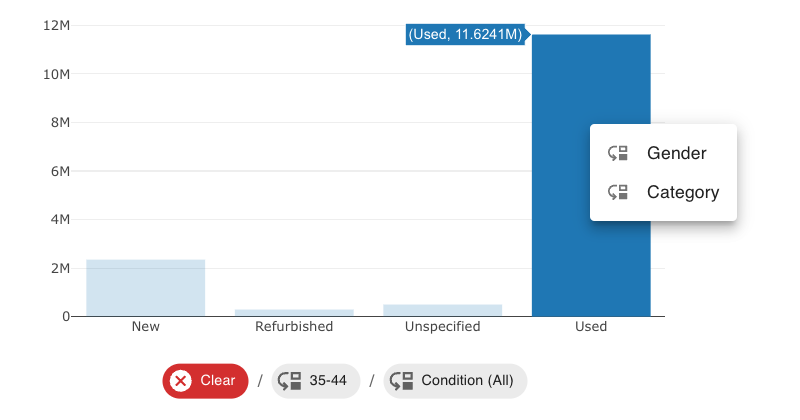 12M
(Used, 11.6241M)
10M
8M
Gender
6M
Category
4M
2M
0
New Refurbished Unspecified Used
Clear / 35-44 / Condition (All)